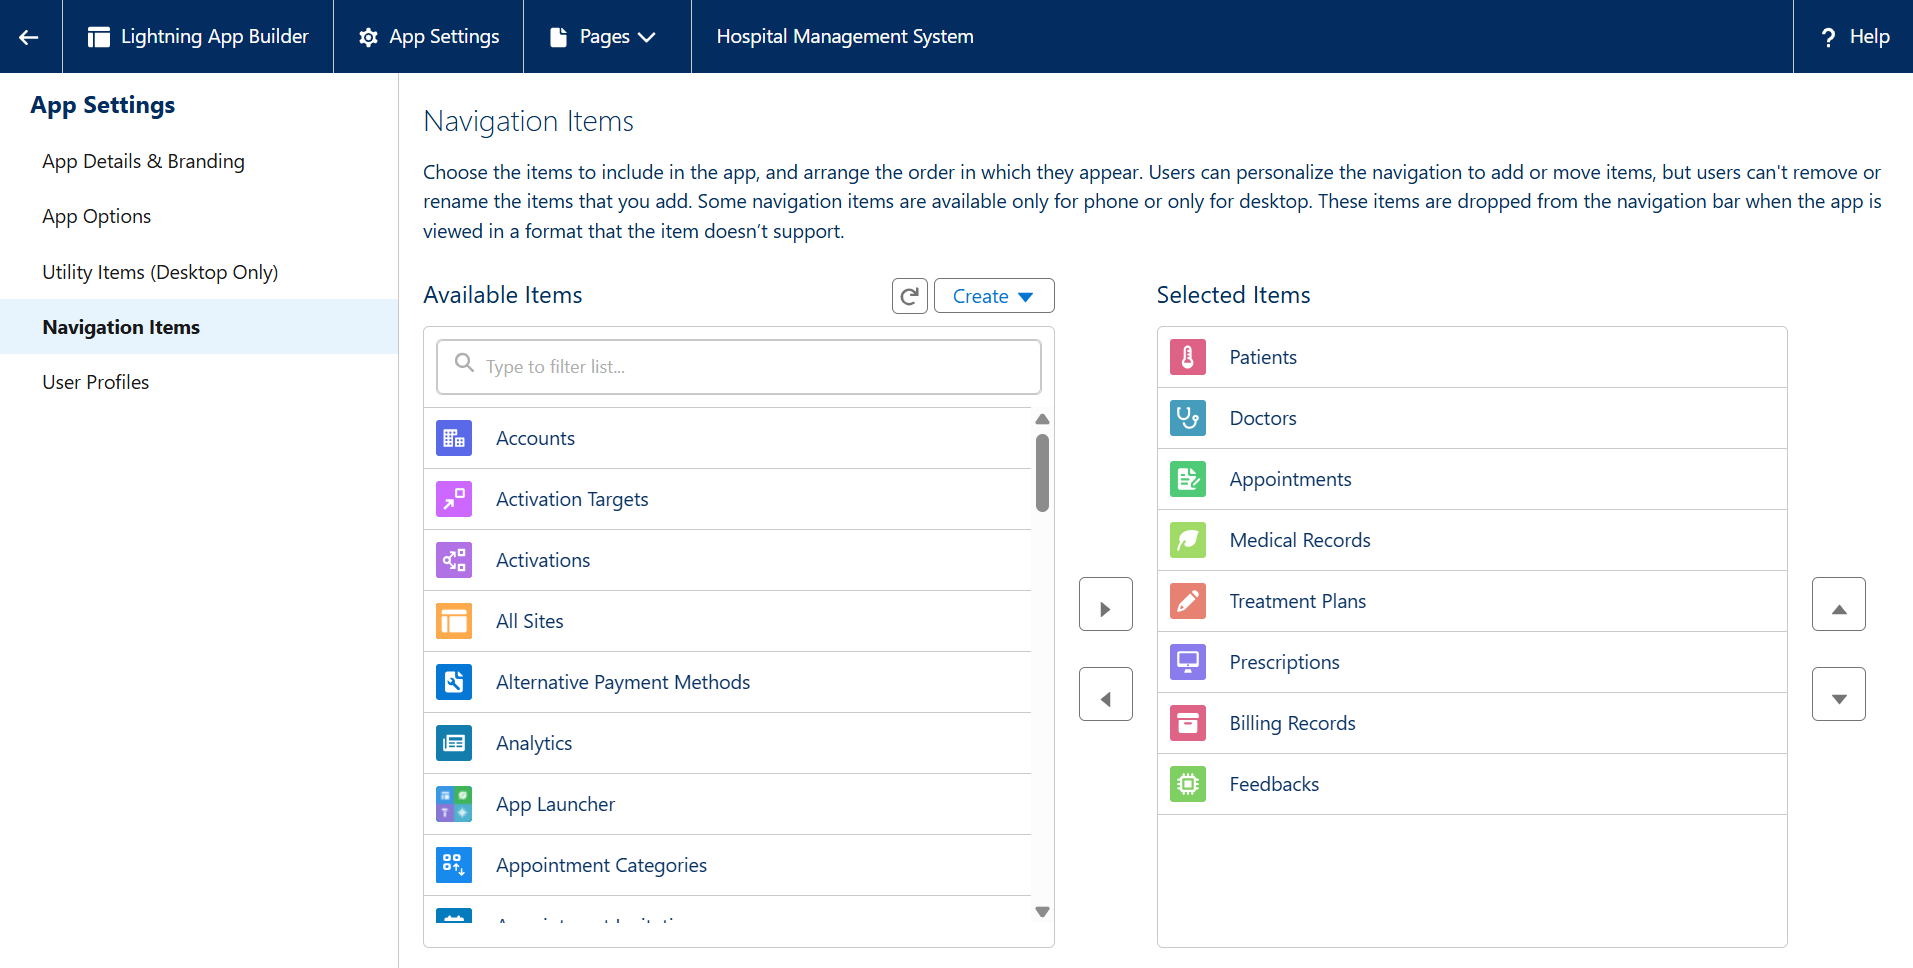 Lightning App Builder
App Settings
Pages
Hospital Management System
? Help
App Settings
App Details & Branding
App Options
Utility Items (Desktop Only)
Navigation Items
User Profiles
Navigation Items
Choose the items to include in the app, and arrange the order in which they appear. Users can personalize the navigation to add or move items, but users can't remove or
rename the items that you add. Some navigation items are available only for phone or only for desktop. These items are dropped from the navigation bar when the app is
viewed in a format that the item doesn’t support.
Available Items
Create
Type to filter list...
Accounts
Activation Targets
Activations
All Sites
Alternative Payment Methods
Analytics
App Launcher
Appointment Categories
Selected Items
Patients
Doctors
Appointments
Medical Records
Treatment Plans
Prescriptions
Billing Records
Feedbacks